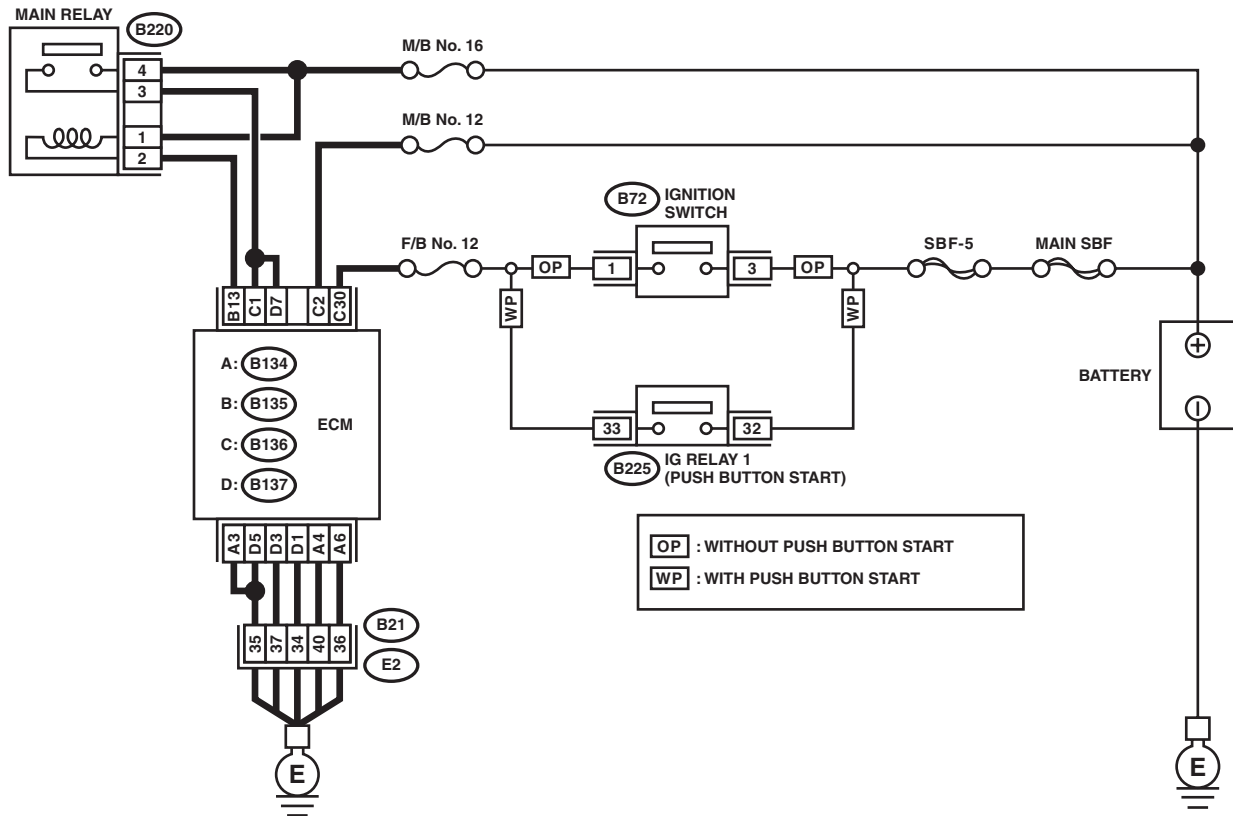 MAIN RELAY
B220
4
3
1
2
M/B No. 16
M/B No. 12
B72
IGNITION
SWITCH
F/B No. 12
OP
1
3
OP
SBF-5
MAIN SBF
WP
WP
B13
C1
D7
C2
C30
A: B134
B: B135
C: B136
D: B137
ECM
33
32
B225
IG RELAY 1
(PUSH BUTTON START)
BATTERY
OP : WITHOUT PUSH BUTTON START
WP : WITH PUSH BUTTON START
A3
D5
D3
D1
A4
A6
35
37
34
40
36
B21
E2
E
E